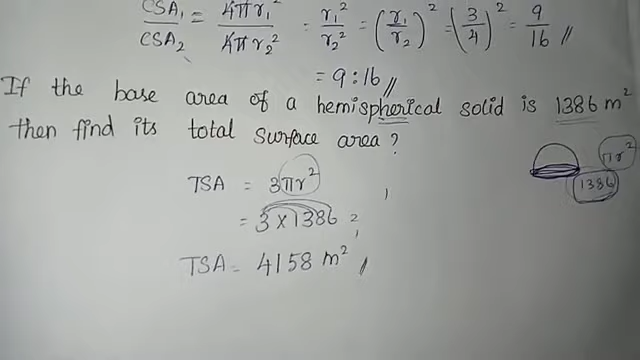 CSA₁/CSA₂ = 4πr₁²/4πr₂² = r₁²/r₂² = (r₁/r₂)² = (3/4)² = 9/16 //
= 9:16 //
If the base area of a hemispherical solid is 1386 m²
then find its total surface area?
πr²
1386
TSA = 3πr²
= 3 × 1386
TSA = 4158 m² //